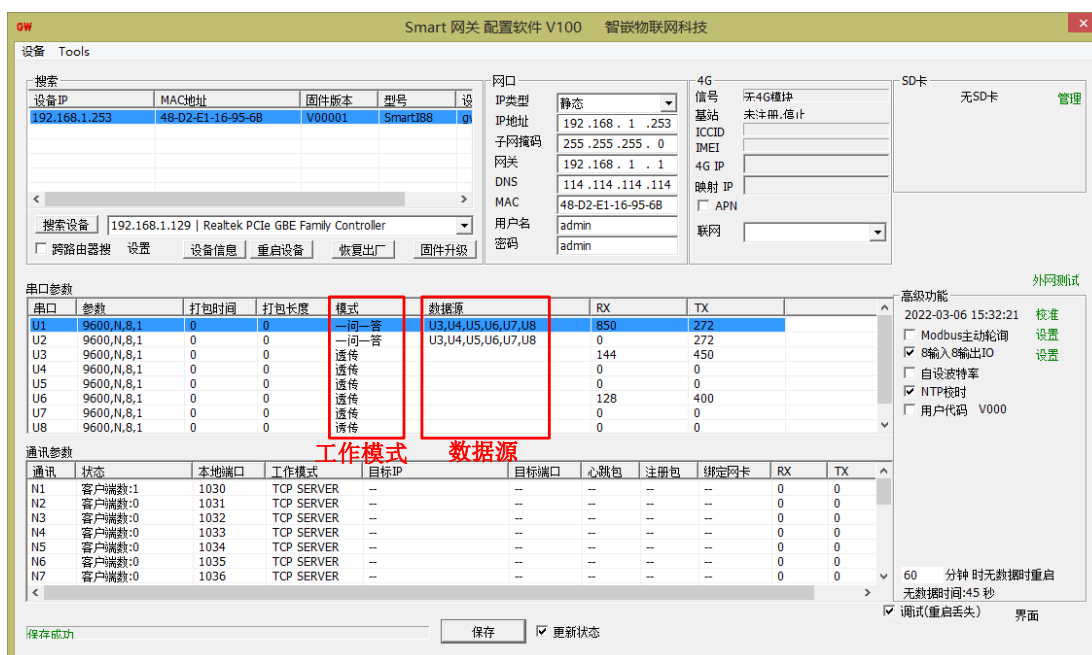 GW Smart 网关 配置软件 V100 智嵌物联网科技
设备 Tools
搜索
设备IP MAC地址 固件版本 型号 设
192.168.1.253 48-D2-E1-16-95-6B V00001 SmartI88 gv
搜索设备 192.168.1.129 | Realtek PCIe GBE Family Controller
跨路由器搜 设置 设备信息 重启设备 恢复出厂 固件升级
网口
IP类型 静态
IP地址 192 .168 . 1 .253
子网掩码 255 .255 .255 . 0
网关 192 .168 . 1 . 1
DNS 114 .114 .114 .114
MAC 48-D2-E1-16-95-6B
用户名 admin
密码 admin
4G
信号 无4G模块
基站 未注册.停止
ICCID
IMEI
4G IP
映射 IP
APN
联网
SD卡
无SD卡 管理
外网测试
串口参数
串口 参数 打包时间 打包长度 模式 数据源 RX TX
U1 9600,N,8,1 0 0 一问一答 U3,U4,U5,U6,U7,U8 850 272
U2 9600,N,8,1 0 0 一问一答 U3,U4,U5,U6,U7,U8 0 272
U3 9600,N,8,1 0 0 透传 144 450
U4 9600,N,8,1 0 0 透传 0 0
U5 9600,N,8,1 0 0 透传 0 0
U6 9600,N,8,1 0 0 透传 128 400
U7 9600,N,8,1 0 0 透传 0 0
U8 9600,N,8,1 0 0 透传 0 0
工作模式 数据源
高级功能
2022-03-06 15:32:21 校准
Modbus主动轮询 设置
8输入8输出IO 设置
自设波特率
NTP校时
用户代码 V000
通讯参数
通讯 状态 本地端口 工作模式 目标IP 目标端口 心跳包 注册包 绑定网卡 RX TX
N1 客户端数:1 1030 TCP SERVER -- -- -- -- -- 0 0
N2 客户端数:0 1031 TCP SERVER -- -- -- -- -- 0 0
N3 客户端数:0 1032 TCP SERVER -- -- -- -- -- 0 0
N4 客户端数:0 1033 TCP SERVER -- -- -- -- -- 0 0
N5 客户端数:0 1034 TCP SERVER -- -- -- -- -- 0 0
N6 客户端数:0 1035 TCP SERVER -- -- -- -- -- 0 0
N7 客户端数:0 1036 TCP SERVER -- -- -- -- -- 0 0
60 分钟 时无数据时重启
无数据时间:45 秒
调试(重启丢失) 界面
保存成功 保存 更新状态